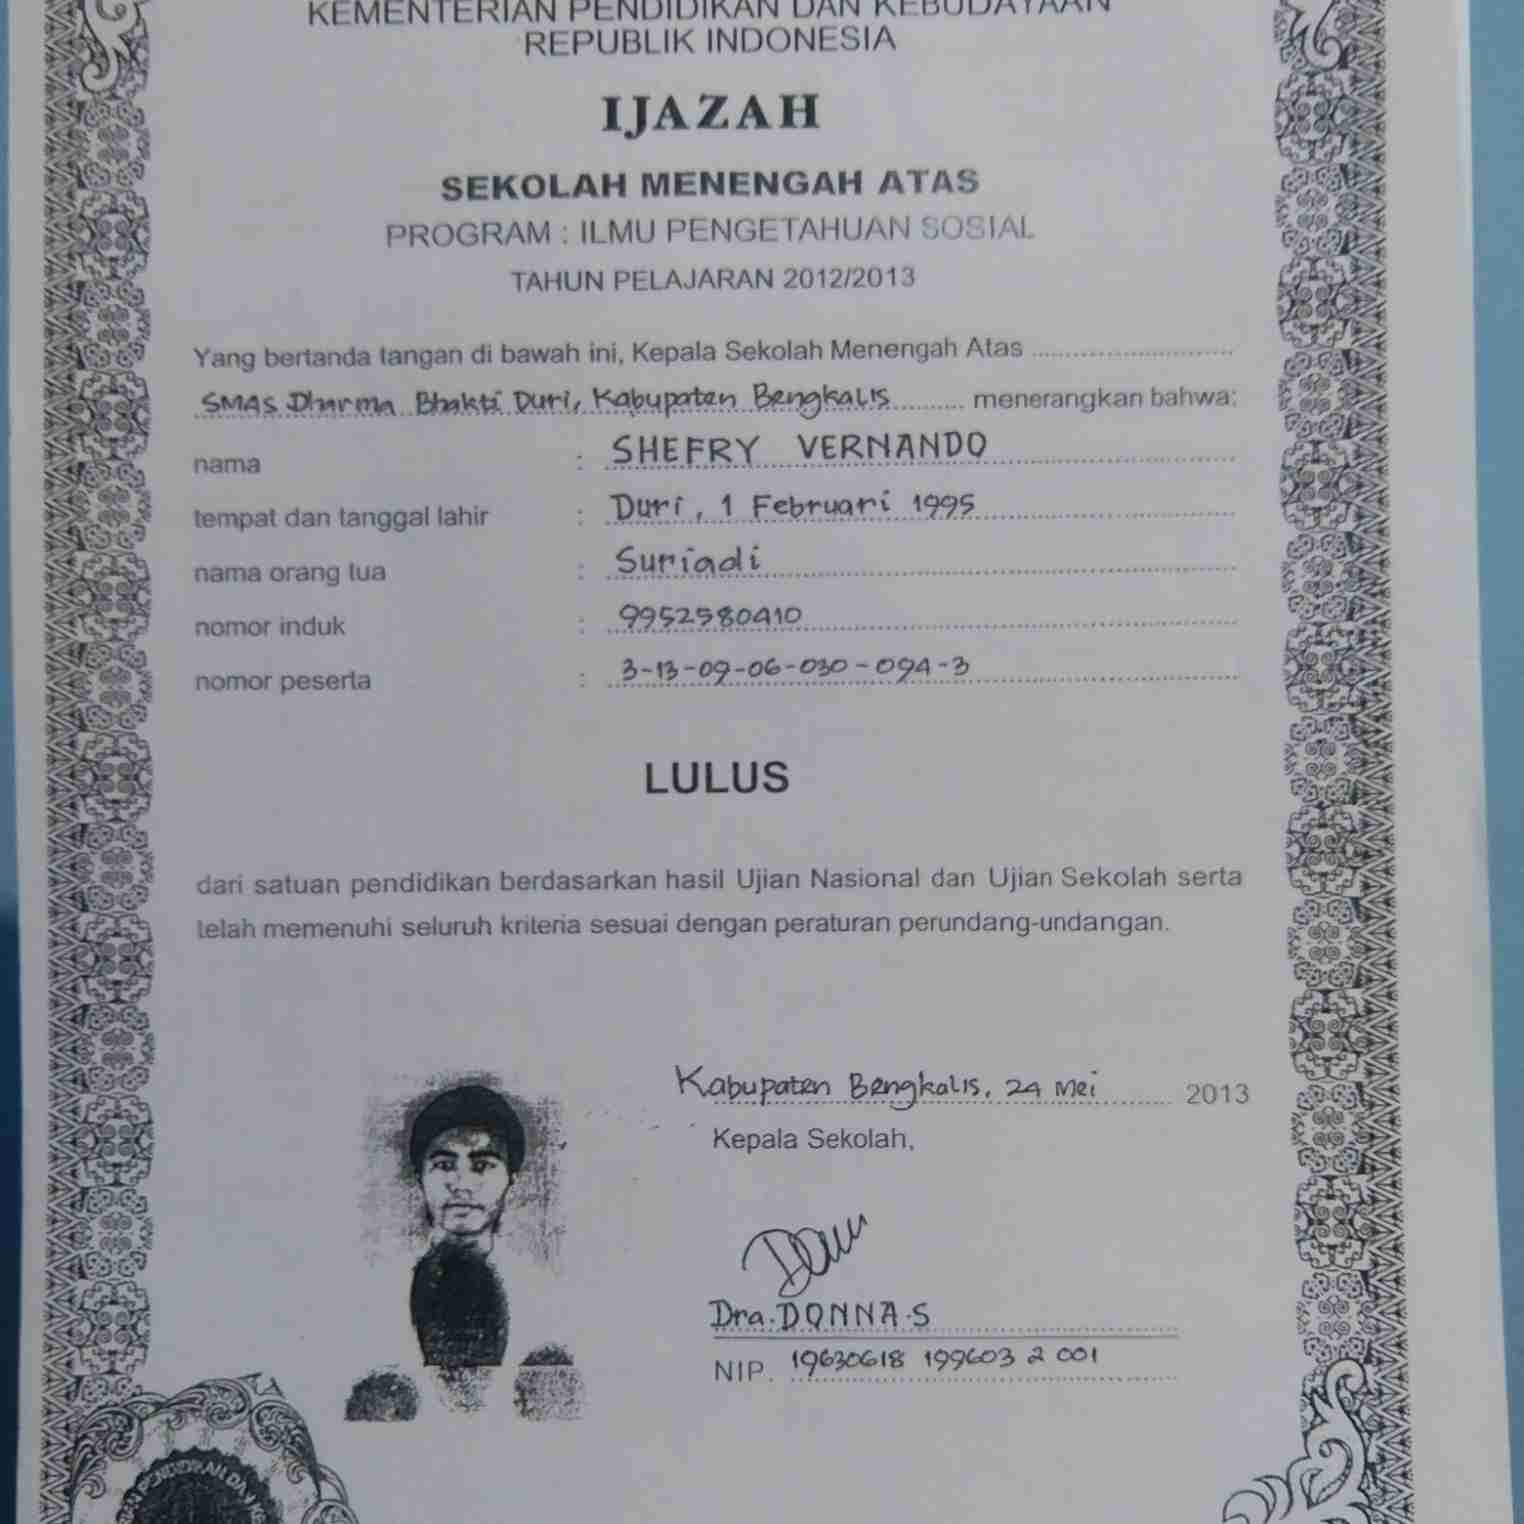 KEMENTERIAN PENDIDIKAN DAN KEBUDAYAAN
REPUBLIK INDONESIA
IJAZAH
SEKOLAH MENENGAH ATAS
PROGRAM : ILMU PENGETAHUAN SOSIAL
TAHUN PELAJARAN 2012/2013
Yang bertanda tangan di bawah ini, Kepala Sekolah Menengah Atas
SMAS Dharma Bhakti Duri, Kabupaten Bengkalis menerangkan bahwa:
nama : SHEFRY VERNANDO
tempat dan tanggal lahir : Duri, 1 Februari 1995
nama orang tua : Suriadi
nomor induk : 9952580410
nomor peserta : 3-13-09-06-030-094-3
LULUS
dari satuan pendidikan berdasarkan hasil Ujian Nasional dan Ujian Sekolah serta
telah memenuhi seluruh kriteria sesuai dengan peraturan perundang-undangan.
Kabupaten Bengkalis, 24 Mei 2013
Kepala Sekolah,
Dra. DONNA.S
NIP. 19630618 199603 2 001